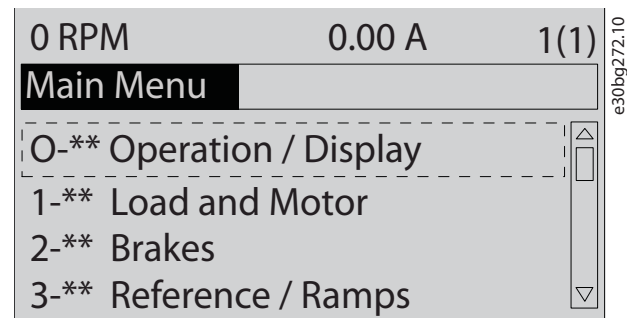 0 RPM 0.00 A 1(1)
Main Menu
O-** Operation / Display
1-** Load and Motor
2-** Brakes
3-** Reference / Ramps
e30bg272.10